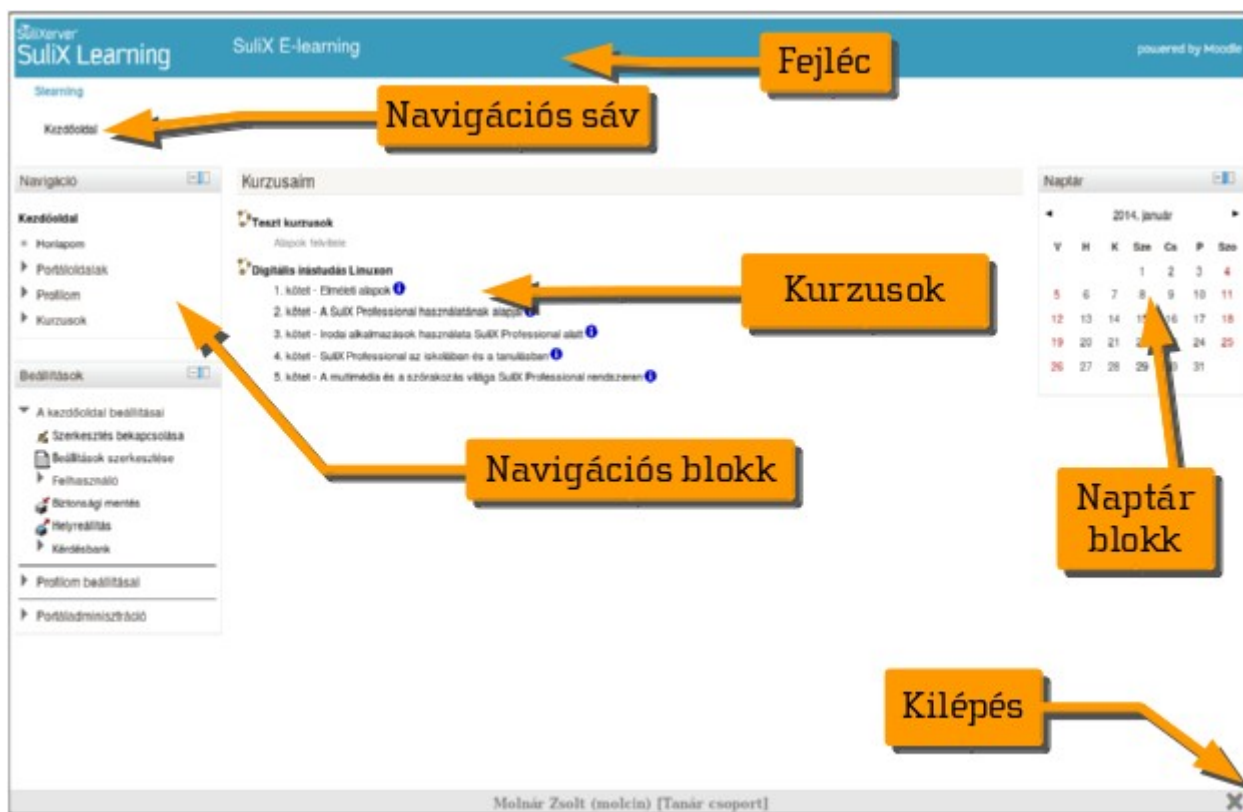 SuliXerver
SuliX Learning
SuliX E-learning
Fejléc
powered by Moodle
Slearning
Kezdőoldal
Navigációs sáv
Navigáció
Kezdőoldal
Honlapom
Portáloldalak
Profilom
Kurzusok
Beállítások
A kezdőoldal beállításai
Szerkesztés bekapcsolása
Beállítások szerkesztése
Felhasználó
Biztonsági mentés
Helyreállítás
Kérdésbank
Profilom beállításai
Portáladminisztráció
Kurzusaim
Teszt kurzusok
Alapok felvitele
Digitális írástudás Linuxon
1. kötet - Elméleti alapok
2. kötet - A SuliX Professional használatának alapjai
3. kötet - Irodai alkalmazások használata SuliX Professional alatt
4. kötet - SuliX Professional az iskolában és a tanulásban
5. kötet - A mutimédia és a szórakozás világa SuliX Professional rendszeren
Kurzusok
Navigációs blokk
Naptár
2014. január
V H K Sze Cs P Szo
1 2 3 4
5 6 7 8 9 10 11
12 13 14 15 16 17 18
19 20 21 24 25
26 27 28 29 31
Naptár
blokk
Kilépés
Molnár Zsolt (molcin) [Tanár csoport]